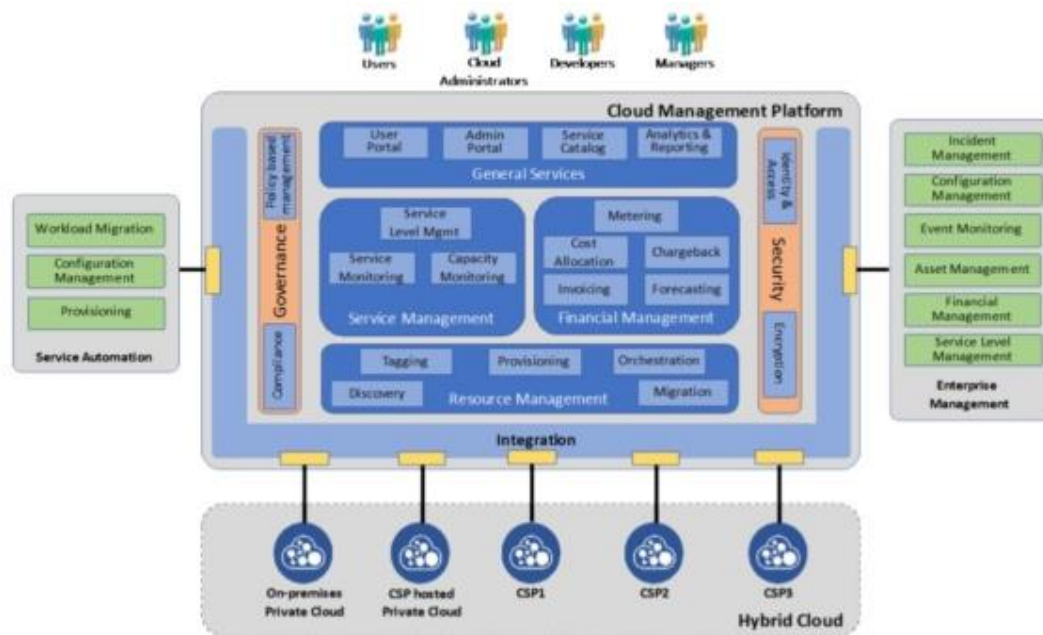 Users
Cloud
Administrators
Developers
Managers
Cloud Management Platform
User
Portal
Admin
Portal
Service
Catalog
Analytics &
Reporting
General Services
Policy based
management
Governance
Compliance
Identity &
Access
Security
Encryption
Service
Level Mgmt
Service
Monitoring
Capacity
Monitoring
Service Management
Metering
Cost
Allocation
Chargeback
Invoicing
Forecasting
Financial Management
Tagging
Provisioning
Orchestration
Discovery
Migration
Resource Management
Integration
Workload Migration
Configuration
Management
Provisioning
Service Automation
Incident
Management
Configuration
Management
Event Monitoring
Asset Management
Financial
Management
Service Level
Management
Enterprise
Management
On-premises
Private Cloud
CSP hosted
Private Cloud
CSP1
CSP2
CSP3
Hybrid Cloud